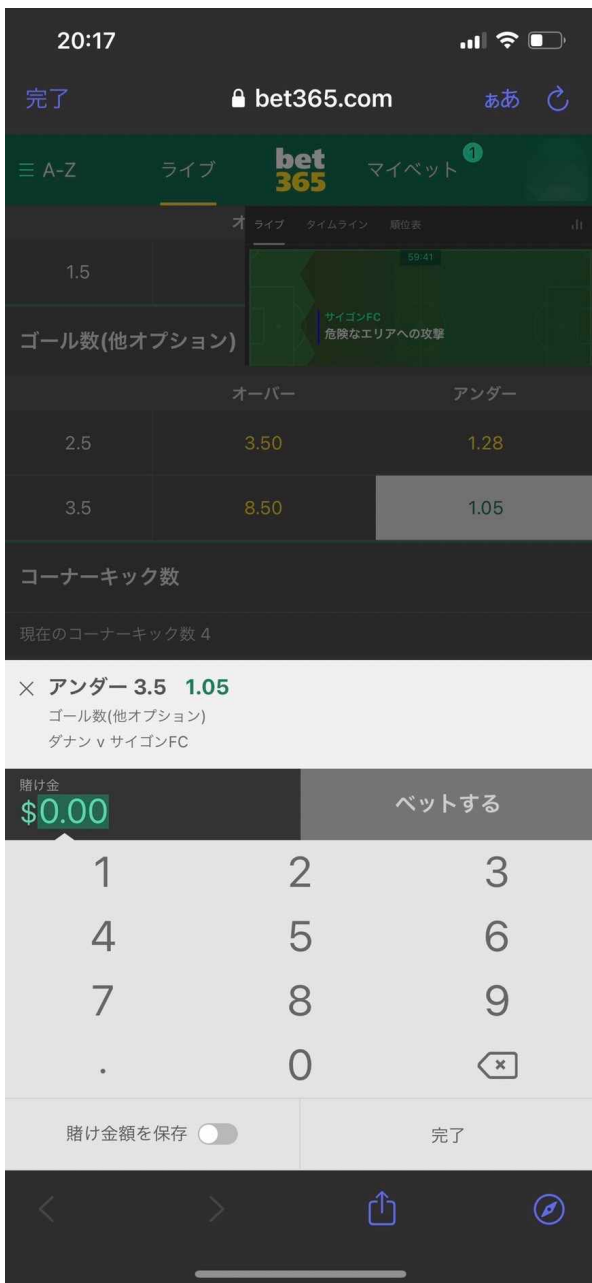 20:17
完了 bet365.com ぁあ
A-Z ライブ bet365 マイベット 1
オ ライブ タイムライン 順位表
59:41
1.5
サイゴンFC
危険なエリアへの攻撃
ゴール数(他オプション)
オーバー アンダー
2.5 3.50 1.28
3.5 8.50 1.05
コーナーキック数
現在のコーナーキック数 4
アンダー 3.5 1.05
ゴール数(他オプション)
ダナン v サイゴンFC
賭け金
$0.00 ベットする
1 2 3
4 5 6
7 8 9
. 0
賭け金額を保存 完了